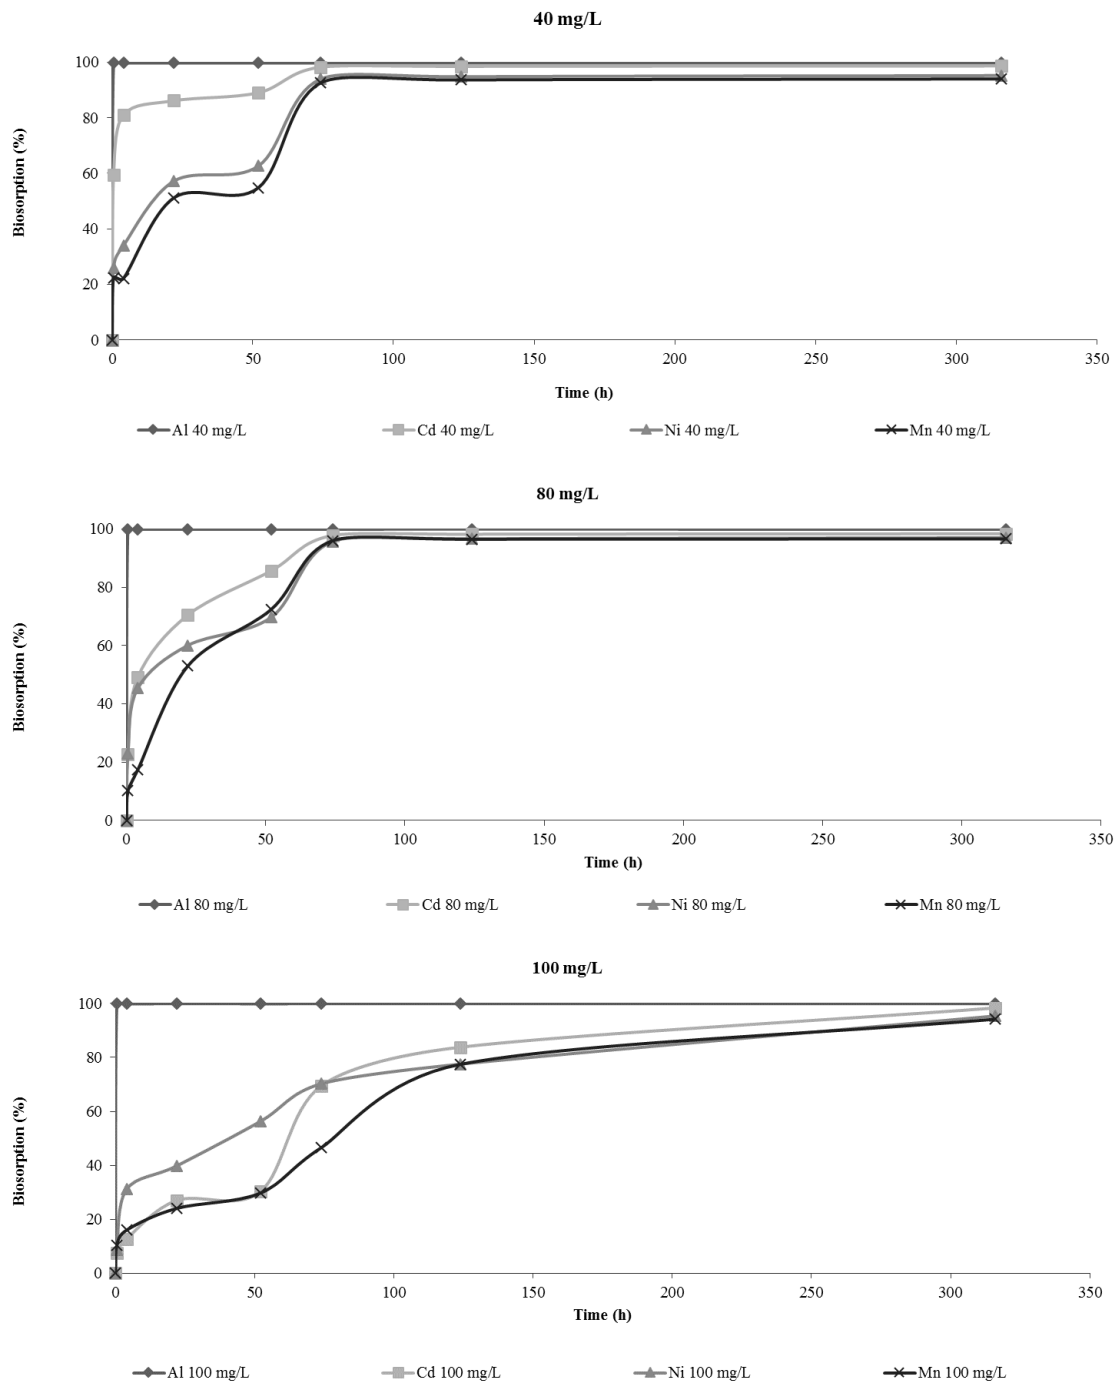 40 mg/L
100
80
60
40
20
0
Biosorption (%)
0 50 100 150 200 250 300 350
Time (h)
Al 40 mg/L Cd 40 mg/L Ni 40 mg/L Mn 40 mg/L
80 mg/L
100
80
60
40
20
0
Biosorption (%)
0 50 100 150 200 250 300 350
Time (h)
Al 80 mg/L Cd 80 mg/L Ni 80 mg/L Mn 80 mg/L
100 mg/L
100
80
60
40
20
0
Biosorption (%)
0 50 100 150 200 250 300 350
Time (h)
Al 100 mg/L Cd 100 mg/L Ni 100 mg/L Mn 100 mg/L